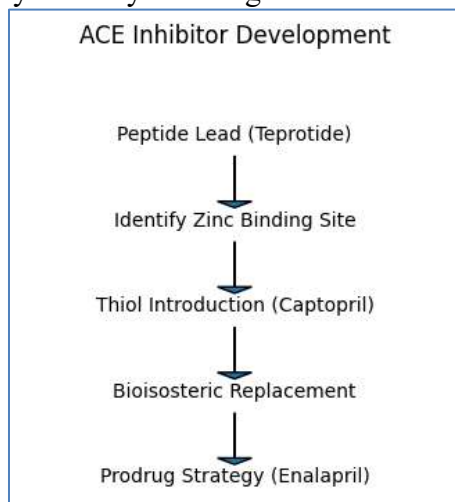 ACE Inhibitor Development
Peptide Lead (Teprotide)
Identify Zinc Binding Site
Thiol Introduction (Captopril)
Bioisosteric Replacement
Prodrug Strategy (Enalapril)